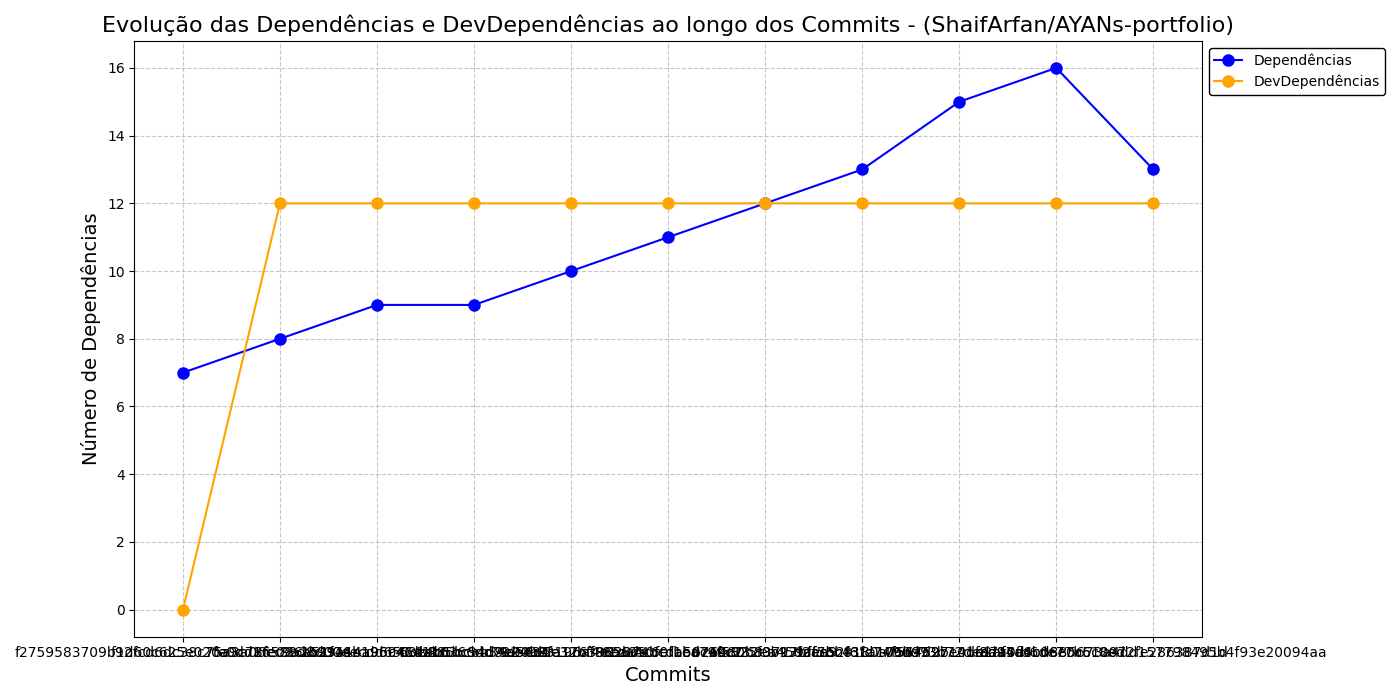 Evolução das Dependências e DevDependências ao longo dos Commits - (ShaifArfan/AYANs-portfolio)
Dependências
DevDependências
Número de Dependências
16
14
12
10
8
6
4
2
0
Commits